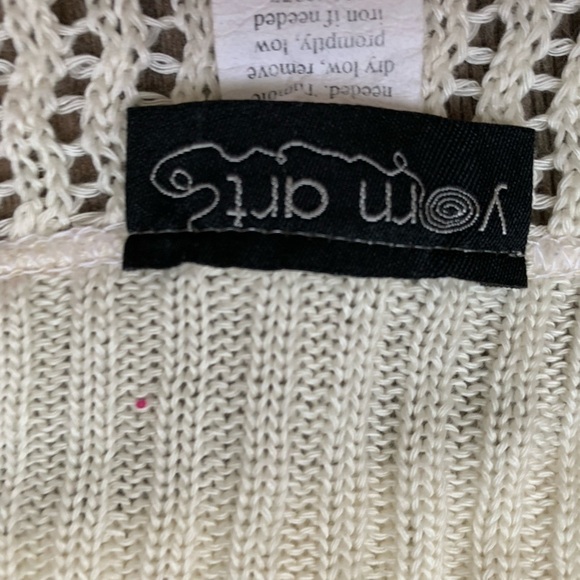 yarn arts
needed. Tumble
dry low, remove
promptly, low
iron if needed